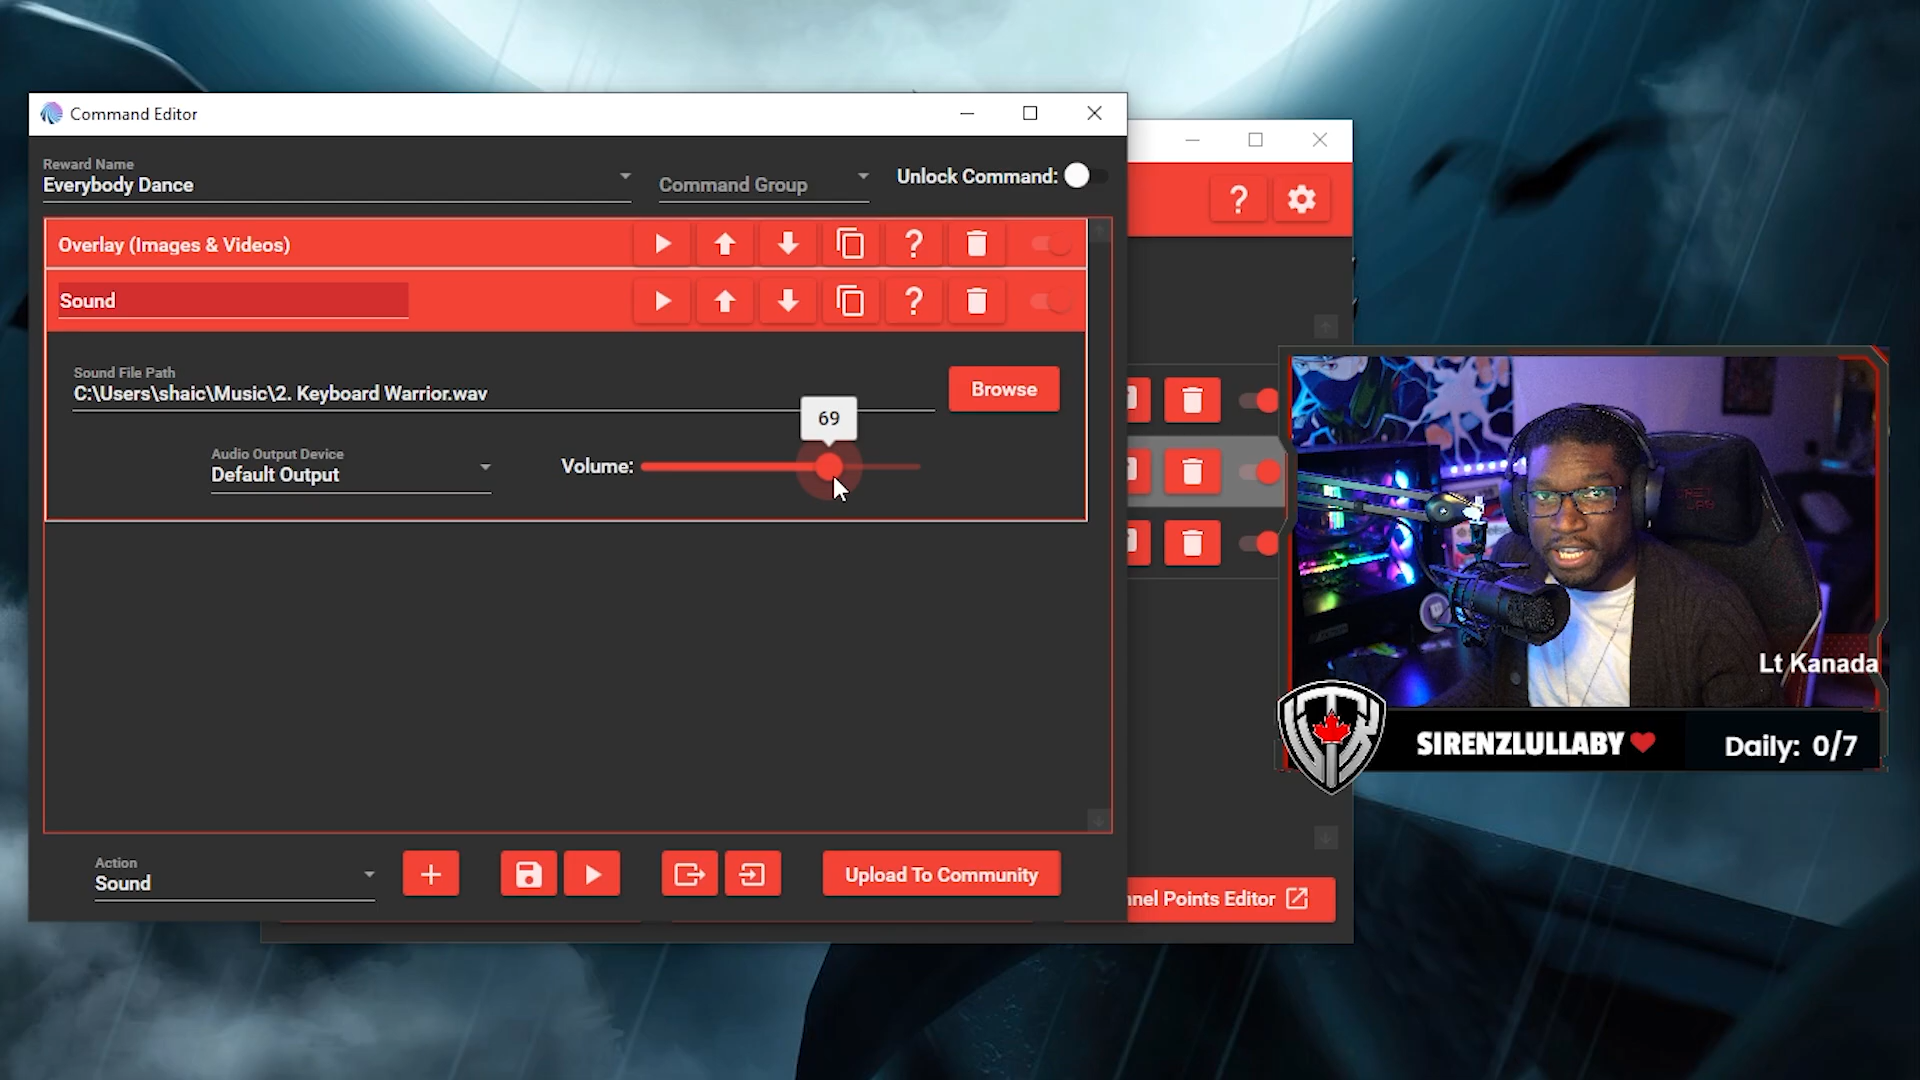 Command Editor
Reward Name
Everybody Dance
Command Group
Unlock Command:
Overlay (Images & Videos)
Sound
Sound File Path
C:\Users\shaic\Music\2. Keyboard Warrior.wav
Browse
69
Audio Output Device
Default Output
Volume:
Action
Sound
Upload To Community
nnel Points Editor
Lt Kanada
SIRENZLULLABY
Daily: 0/7